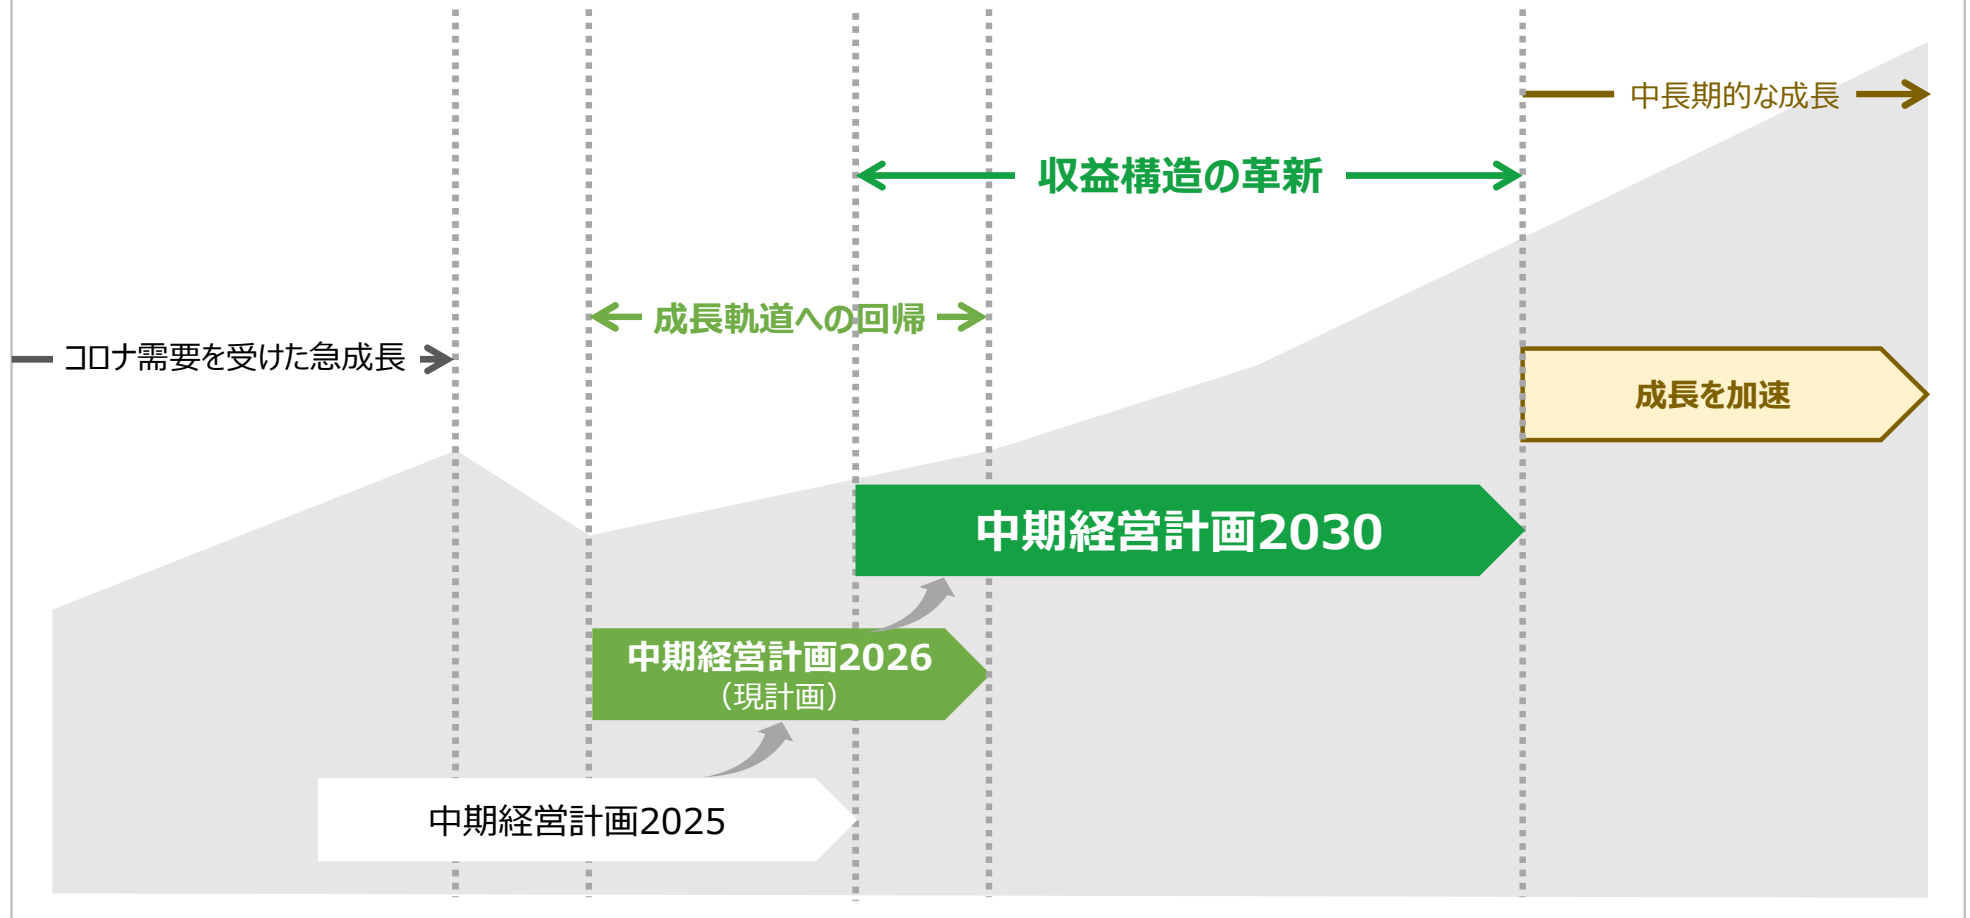 中長期的な成長
収益構造の革新
成長軌道への回帰
コロナ需要を受けた急成長
成長を加速
中期経営計画2030
中期経営計画2026
（現計画）
中期経営計画2025